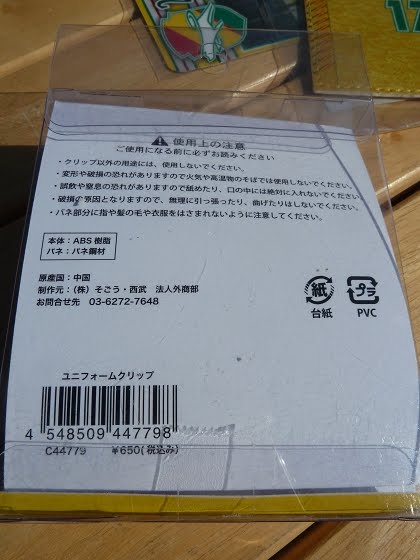 17
⚠ 使用上の注意
ご使用になる前に必ずお読みください
・クリップ以外の用途には、使用しないでください。
・変形や破損の恐れがありますので火気や高温物のそばでは使用しないでください。
・誤飲や窒息の恐れがありますので舐めたり、口の中には絶対に入れないでください。
・破損の原因となりますので、無理に引っ張ったり、曲げたりはしないでください。
・バネ部分に指や髪の毛や衣服をはさまれないように注意してください。
本体：ABS 樹脂
バネ：バネ鋼材
原産国：中国
制作元：（株）そごう・西武 法人外商部
お問合せ先 03-6272-7648
紙 プラ
台紙 PVC
ユニフォームクリップ
4 548509 447798
C44779 ￥650(税込み)